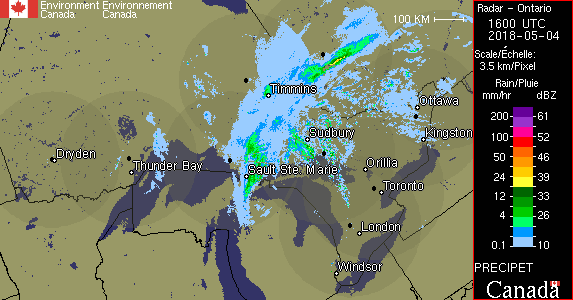 Environment Environnement
Canada Canada
100 KM
Timmins
Ottawa
Sudbury
Kingston
Dryden
Thunder Bay
Sault Ste. Marie
Orillia
Toronto
London
Windsor
Radar - Ontario
1600 UTC
2018-05-04
Scale/Échelle:
3.5 km/Pixel
Rain/Pluie
mm/hr dBZ
200 61
100 52
50 46
24 39
12 33
4 26
0.1 10
PRECIPET
Canada